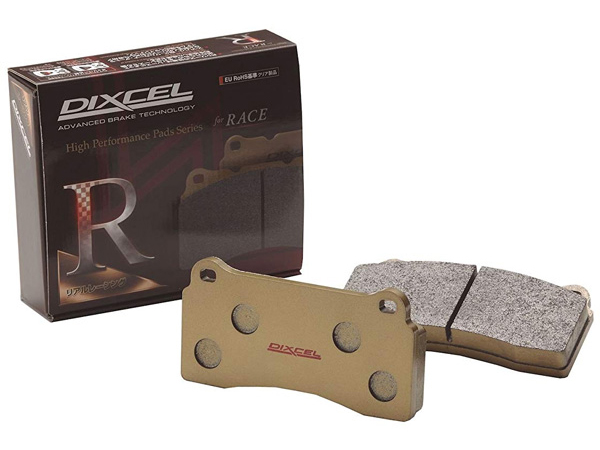 DIXCEL
ADVANCED BRAKE TECHNOLOGY
High Performance Pads Series
for RACE
EU RoHS基準クリア製品
R
リアルレーシング
DIXCEL